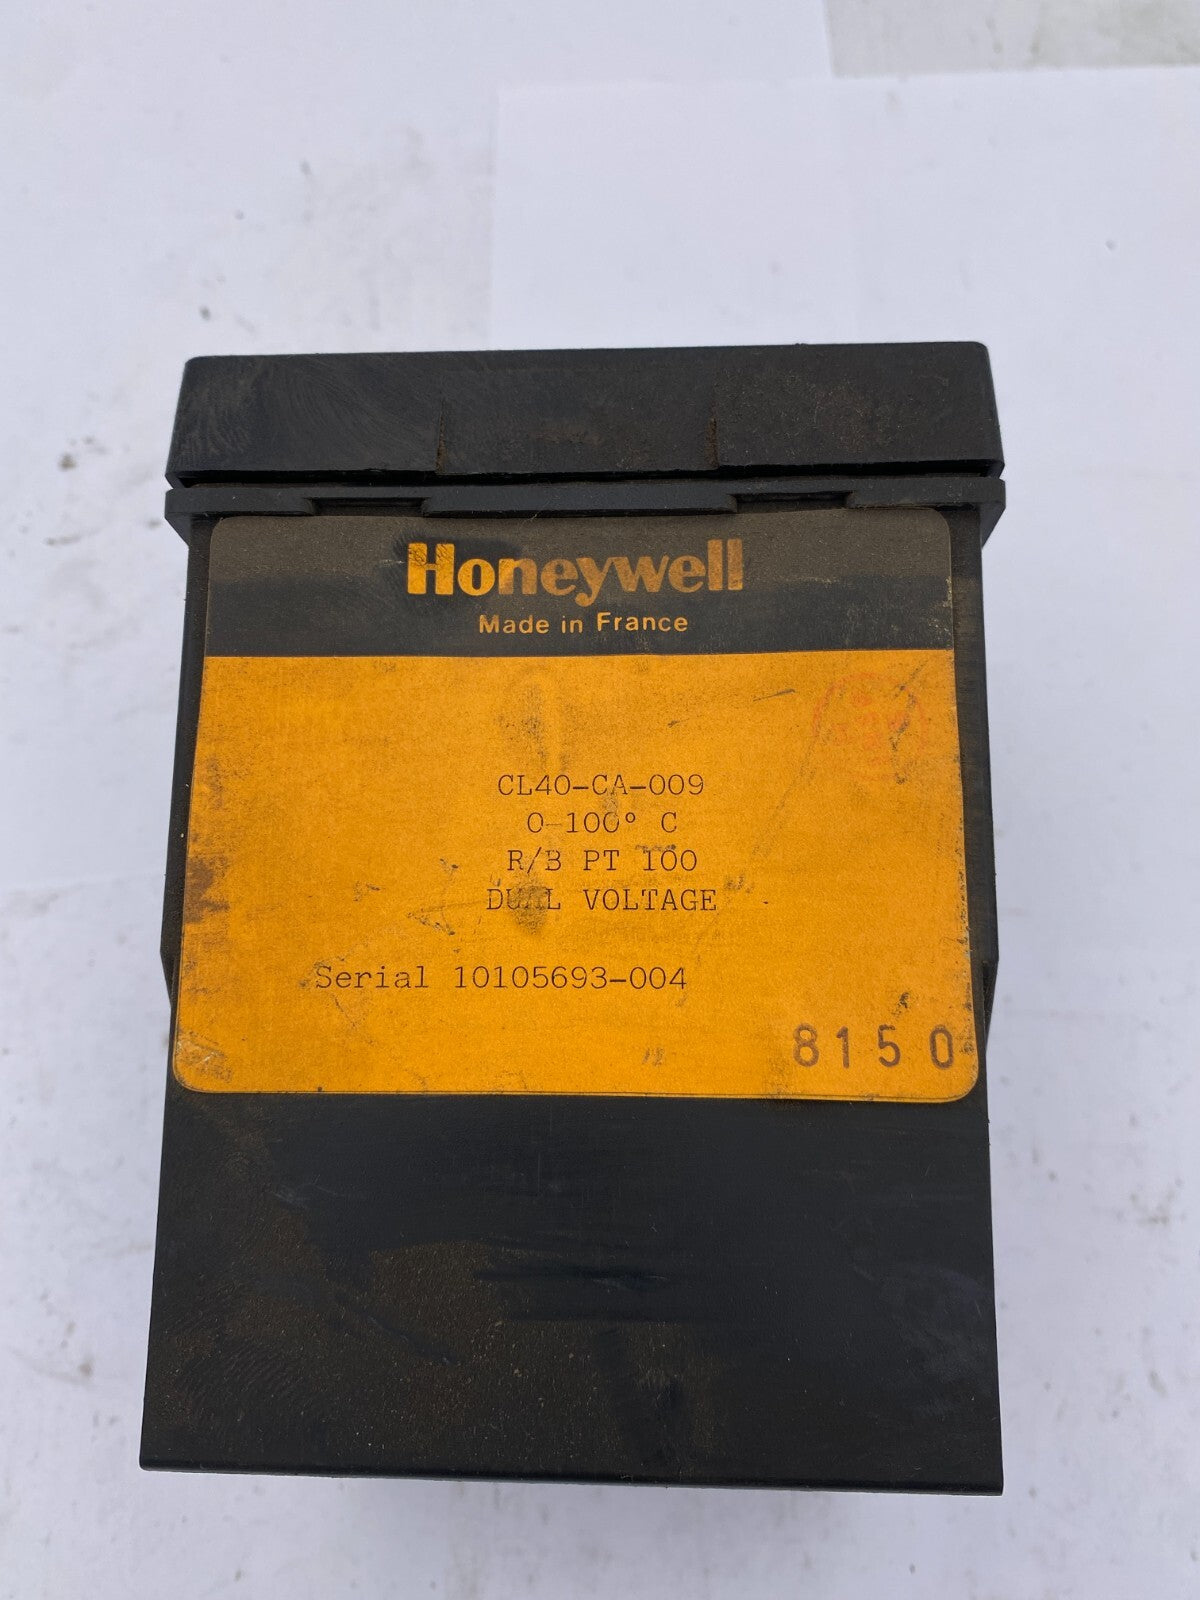 Honeywell
Made in France
CL40-CA-009
0-100° C
R/B PT 100
DUAL VOLTAGE
Serial 10105693-004
8150